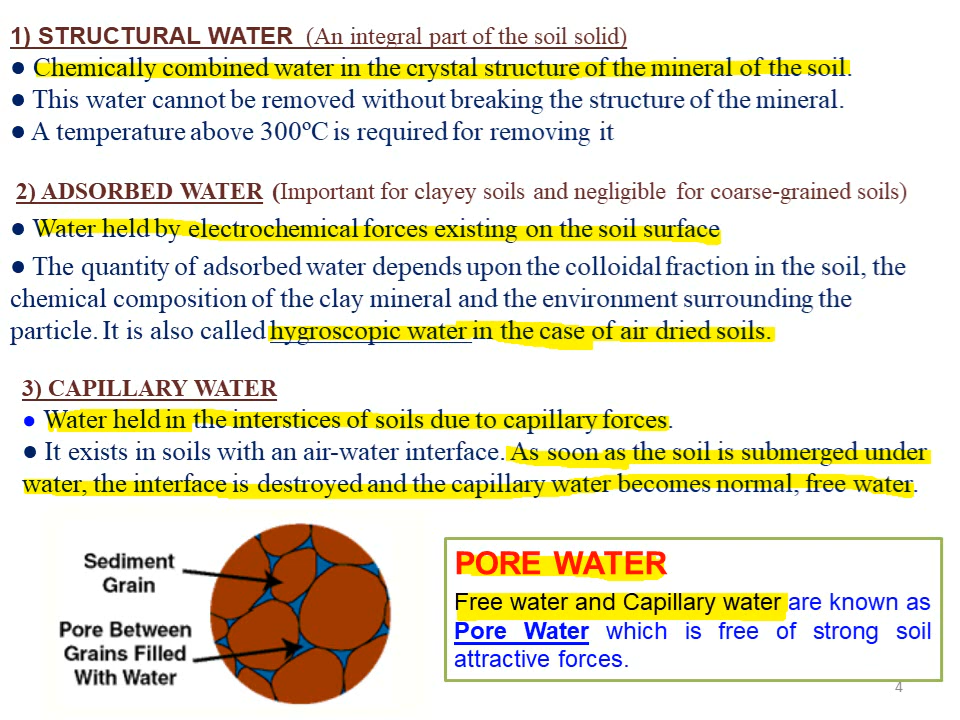 1) STRUCTURAL WATER (An integral part of the soil solid)
● Chemically combined water in the crystal structure of the mineral of the soil.
● This water cannot be removed without breaking the structure of the mineral.
● A temperature above 300ºC is required for removing it
2) ADSORBED WATER (Important for clayey soils and negligible for coarse-grained soils)
● Water held by electrochemical forces existing on the soil surface
● The quantity of adsorbed water depends upon the colloidal fraction in the soil, the
chemical composition of the clay mineral and the environment surrounding the
particle. It is also called hygroscopic water in the case of air dried soils.
3) CAPILLARY WATER
● Water held in the interstices of soils due to capillary forces.
● It exists in soils with an air-water interface. As soon as the soil is submerged under
water, the interface is destroyed and the capillary water becomes normal, free water.
Sediment
Grain
Pore Between
Grains Filled
With Water
PORE WATER
Free water and Capillary water are known as
Pore Water which is free of strong soil
attractive forces.
4